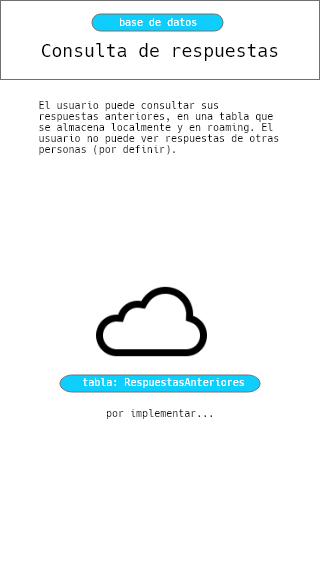 base de datos
Consulta de respuestas
El usuario puede consultar sus
respuestas anteriores, en una tabla que
se almacena localmente y en roaming. El
usuario no puede ver respuestas de otras
personas (por definir).
tabla: RespuestasAnteriores
por implementar...